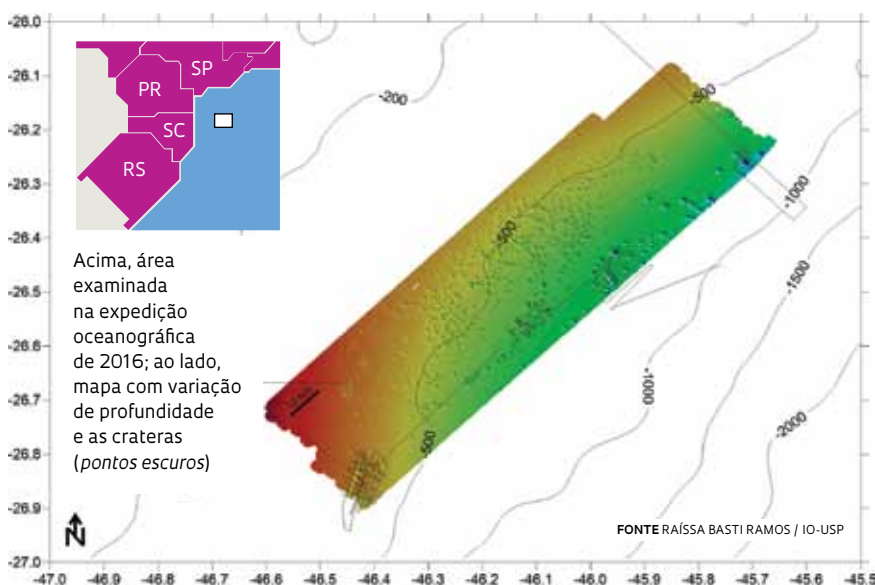 -26.0
-26.1
-26.2
-26.3
-26.4
-26.5
-26.6
-26.7
-26.8
-26.9
-27.0
SP
PR
SC
RS
Acima, área
examinada
na expedição
oceanográfica
de 2016; ao lado,
mapa com variação
de profundidade
e as crateras
(pontos escuros)
N
-200
-500
-500
-500
-1000
-1000
-1500
-2000
FONTE RAÍSSA BASTI RAMOS / IO-USP
-47.0 -46.9 -46.8 -46.7 -46.6 -46.5 -46.4 -46.3 -46.2 -46.1 -46.0 -45.9 -45.8 -45.7 -45.6 -45.5